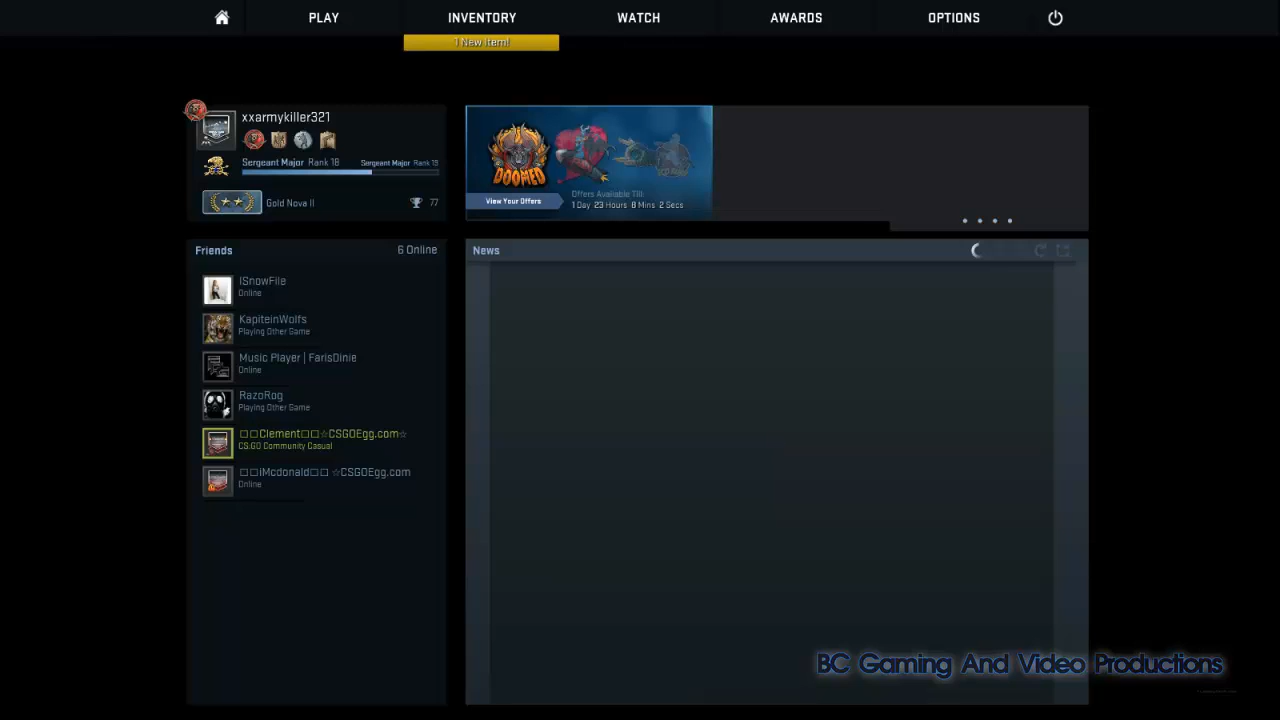 PLAY
INVENTORY
WATCH
AWARDS
OPTIONS
1 New Item!
xxarmykiller321
Sergeant Major Rank 18
Sergeant Major Rank 19
Gold Nova II
77
DOOMED
View Your Offers
Offers Available Till:
1 Day 23 Hours 8 Mins 2 Secs
Friends
6 Online
ISnowFile
Online
KapiteinWolfs
Playing Other Game
Music Player | FarisDinie
Online
RazoRog
Playing Other Game
□□Clement□□☆CSGOEgg.com☆
CS:GO Community Casual
□□iMcdonald□□ ☆CSGOEgg.com
Online
News
BC Gaming And Video Productions